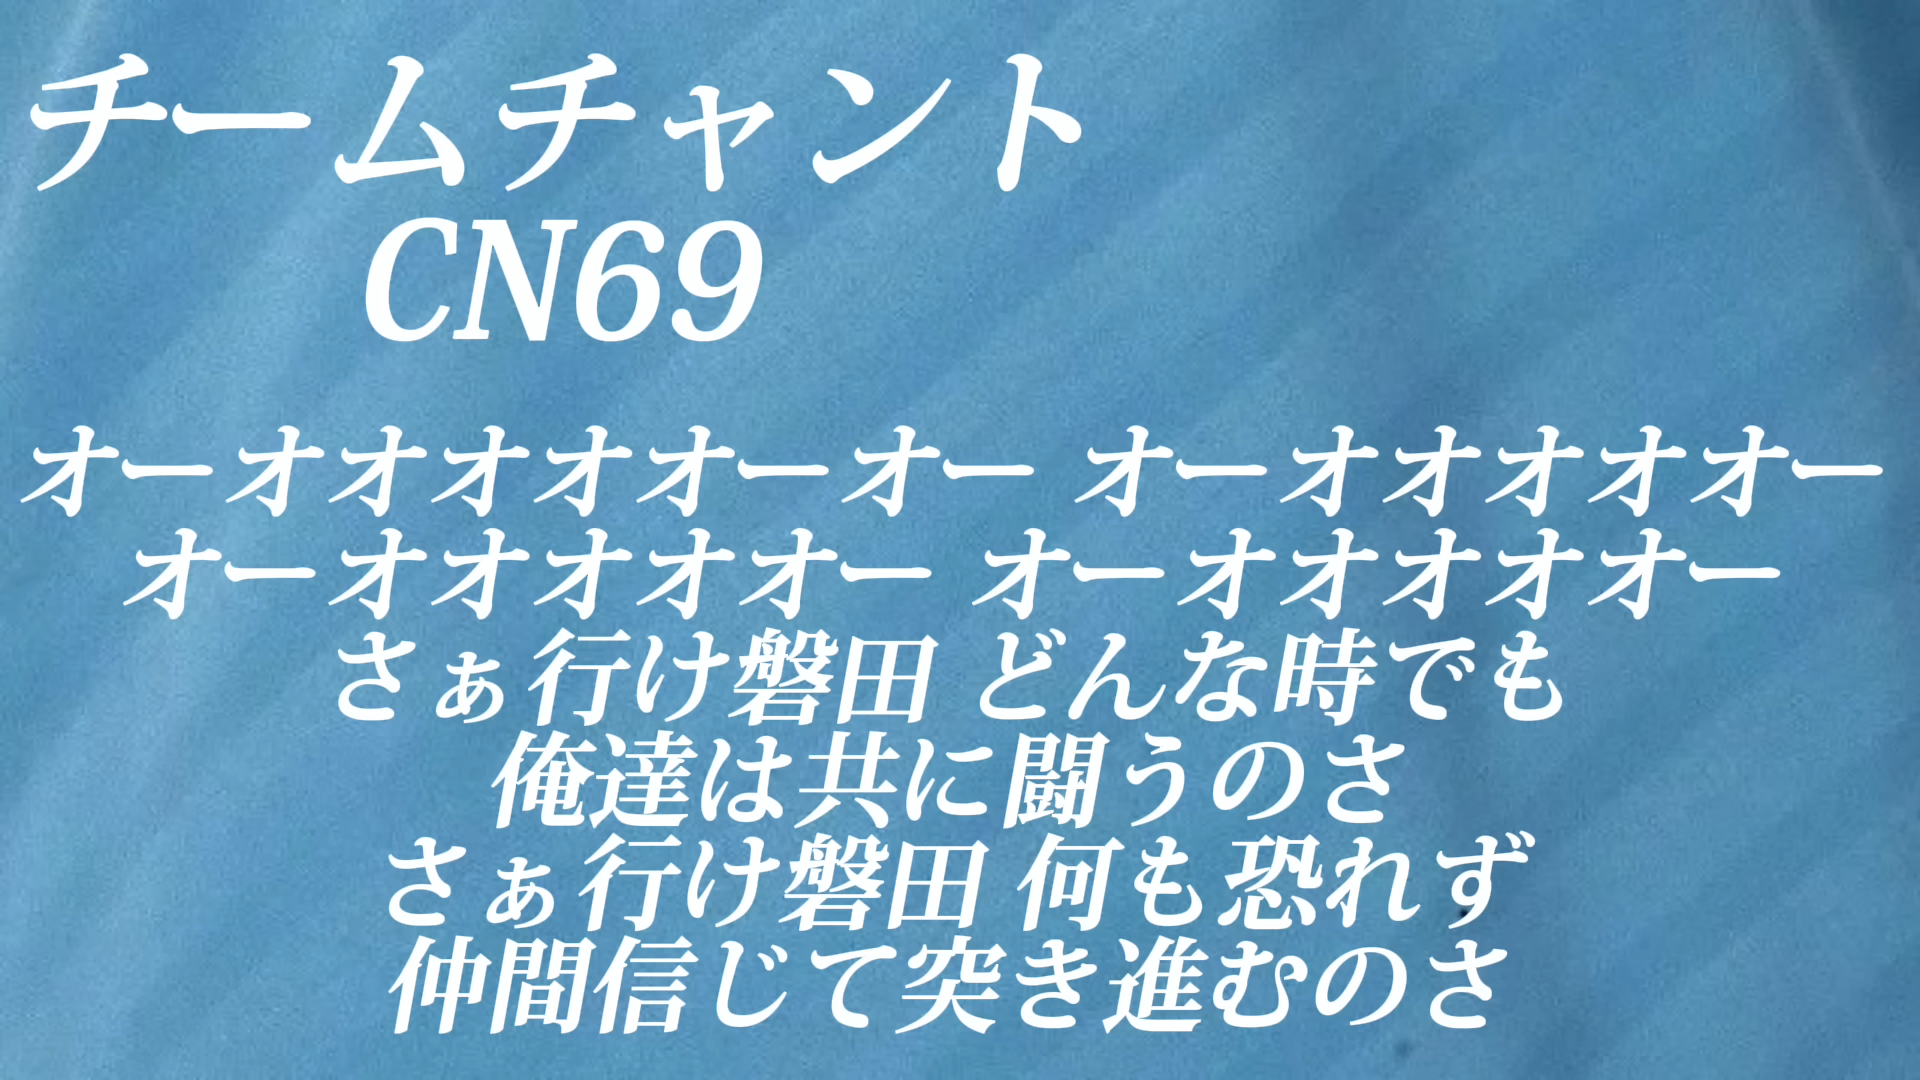 チームチャント
CN69
オーオオオオオーオー オーオオオオオー
オーオオオオオー オーオオオオオー
さぁ行け磐田 どんな時でも
俺達は共に闘うのさ
さぁ行け磐田 何も恐れず
仲間信じて突き進むのさ